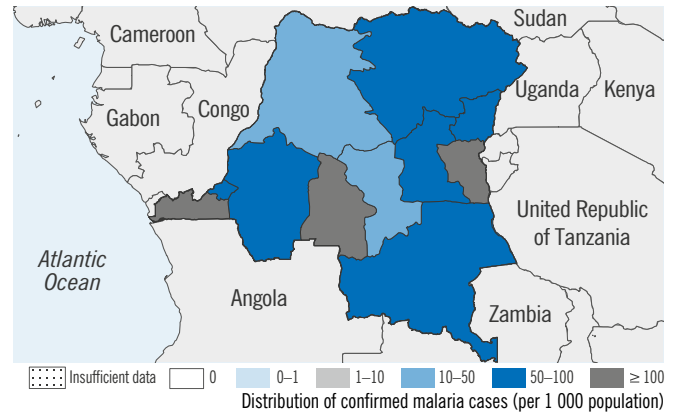 Sudan
Cameroon
Uganda
Kenya
Congo
Gabon
United Republic
of Tanzania
Atlantic
Ocean
Angola
Zambia
Insufficient data 0 0–1 1–10 10–50 50–100 ≥ 100
Distribution of confirmed malaria cases (per 1 000 population)